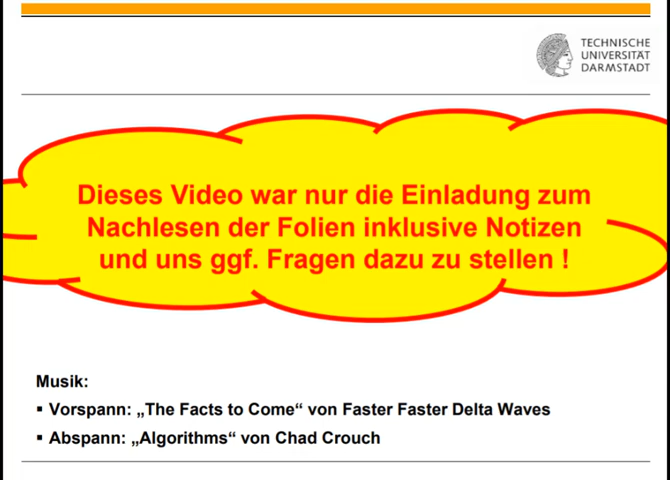 TECHNISCHE
UNIVERSITÄT
DARMSTADT
Dieses Video war nur die Einladung zum
Nachlesen der Folien inklusive Notizen
und uns ggf. Fragen dazu zu stellen !
Musik:
▪ Vorspann: „The Facts to Come“ von Faster Faster Delta Waves
▪ Abspann: „Algorithms“ von Chad Crouch